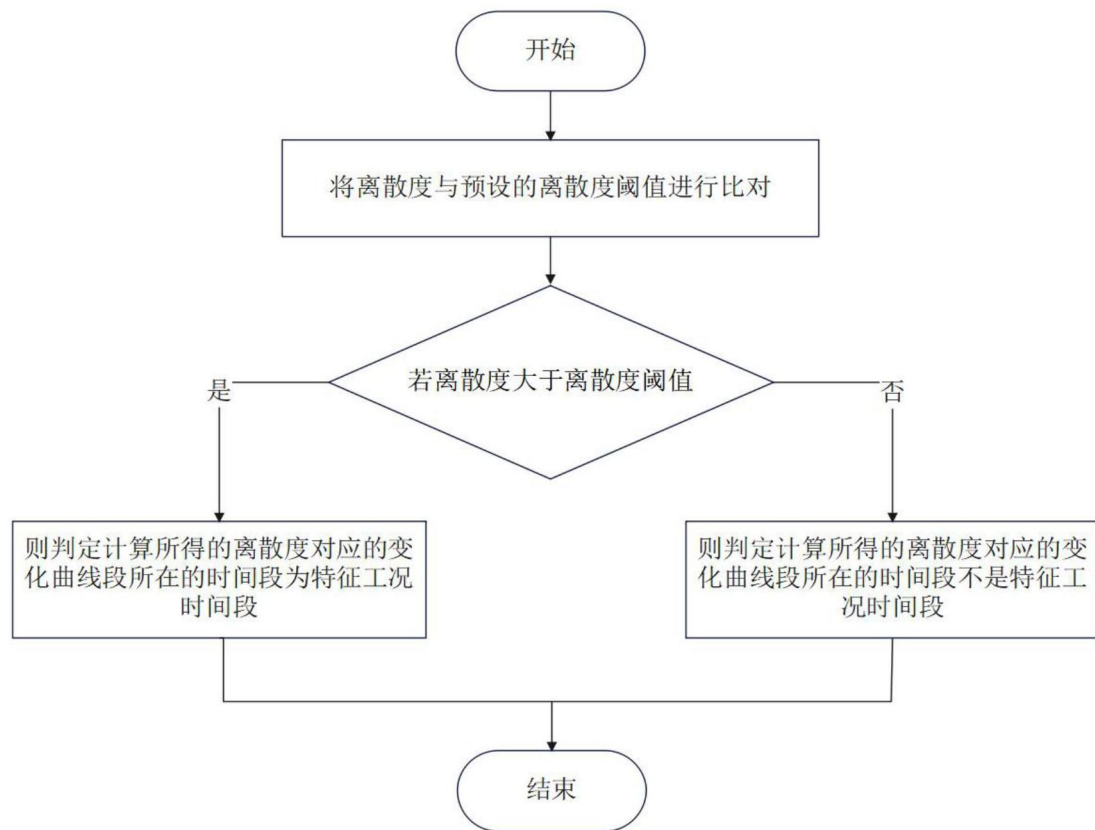 开始
将离散度与预设的离散度阈值进行比对
若离散度大于离散度阈值
是
否
则判定计算所得的离散度对应的变
化曲线段所在的时间段为特征工况
时间段
则判定计算所得的离散度对应的变
化曲线段所在的时间段不是特征工
况时间段
结束